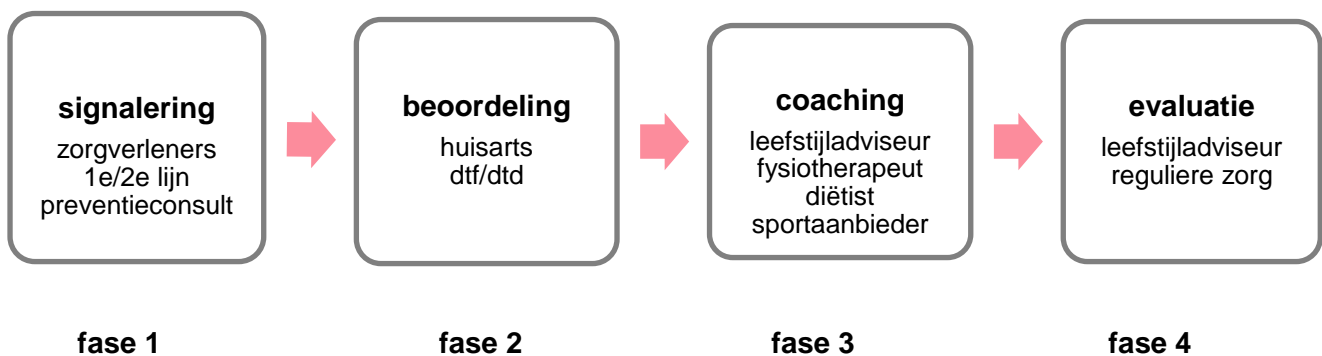 signalering
zorgverleners
1e/2e lijn
preventieconsult
beoordeling
huisarts
dtf/dtd
coaching
leefstijladviseur
fysiotherapeut
diëtist
sportaanbieder
evaluatie
leefstijladviseur
reguliere zorg
fase 1
fase 2
fase 3
fase 4